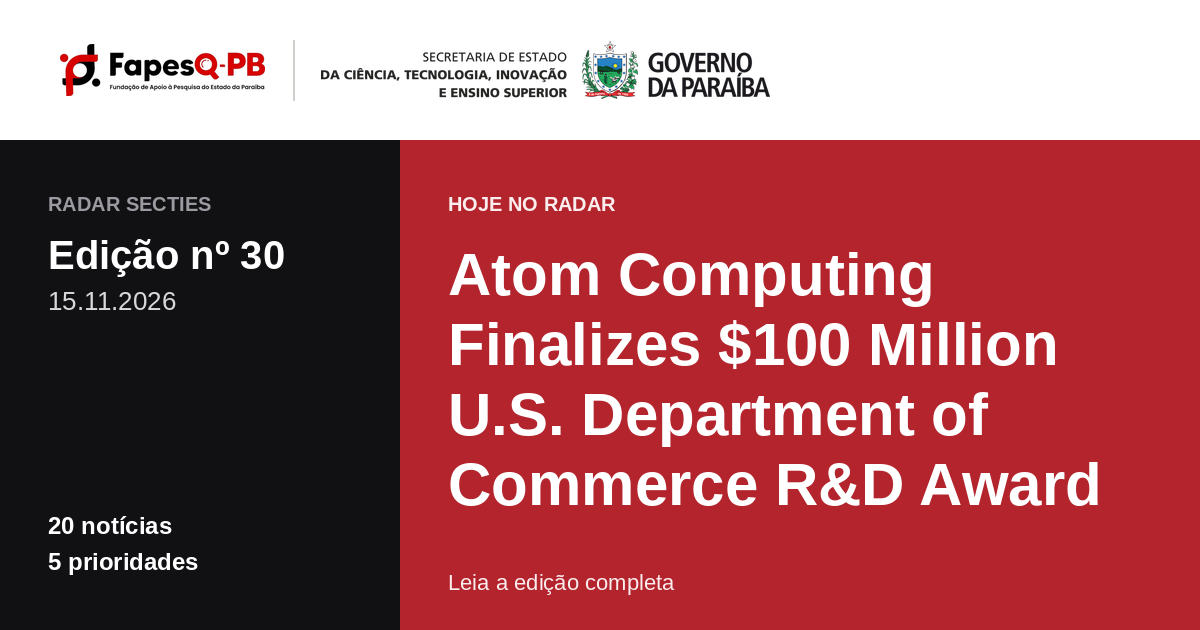 FapesQ-PB
Fundação de Apoio à Pesquisa do Estado da Paraíba
SECRETARIA DE ESTADO
DA CIÊNCIA, TECNOLOGIA, INOVAÇÃO
E ENSINO SUPERIOR
GOVERNO
DA PARAÍBA
RADAR SECTIES
Edição nº 30
15.11.2026
20 notícias
5 prioridades
HOJE NO RADAR
Atom Computing
Finalizes $100 Million
U.S. Department of
Commerce R&D Award
Leia a edição completa